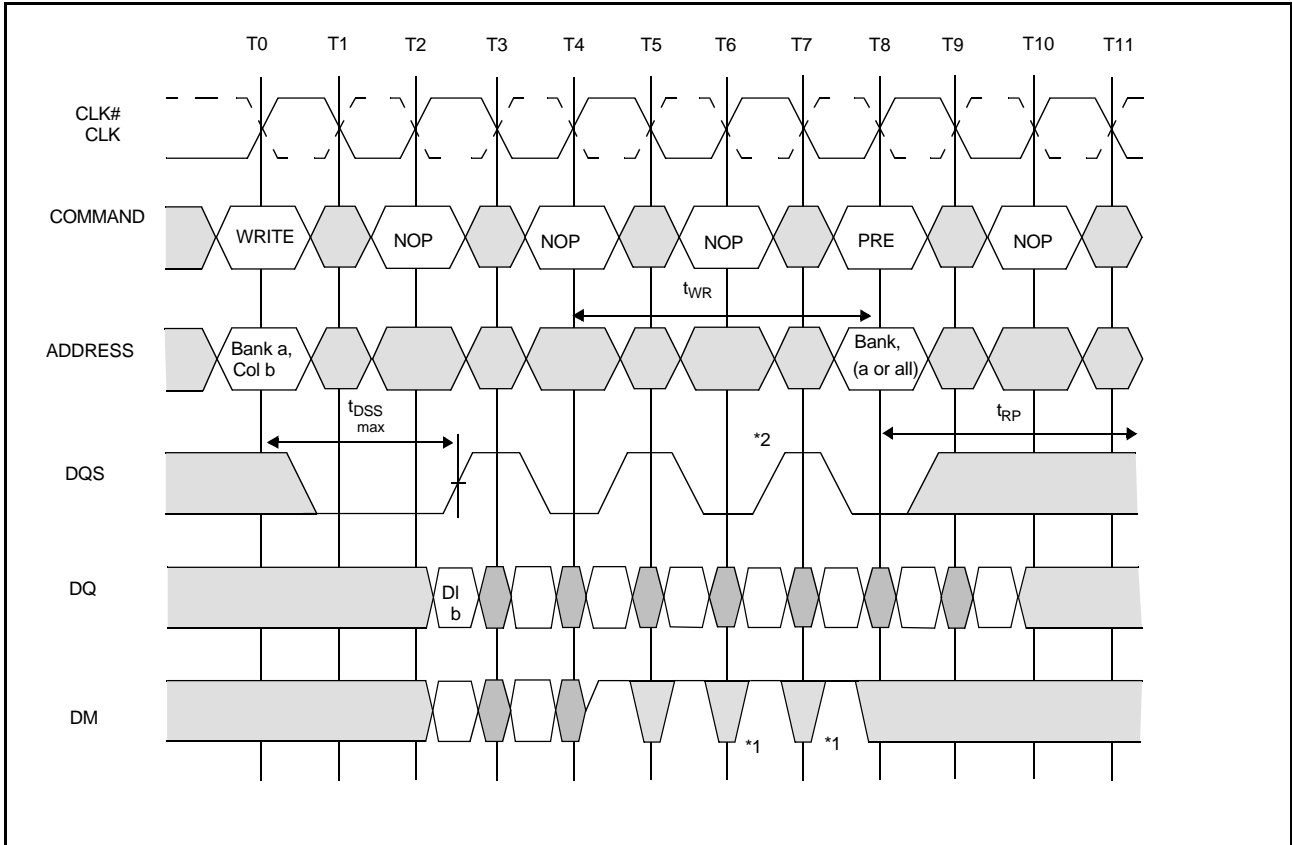 T0 T1 T2 T3 T4 T5 T6 T7 T8 T9 T10 T11
CLK#
CLK
COMMAND
WRITE NOP NOP NOP PRE NOP
tWR
ADDRESS
Bank a,
Col b
Bank,
(a or all)
tDSS
max
tRP
*2
DQS
DQ
DI
b
DM
*1 *1